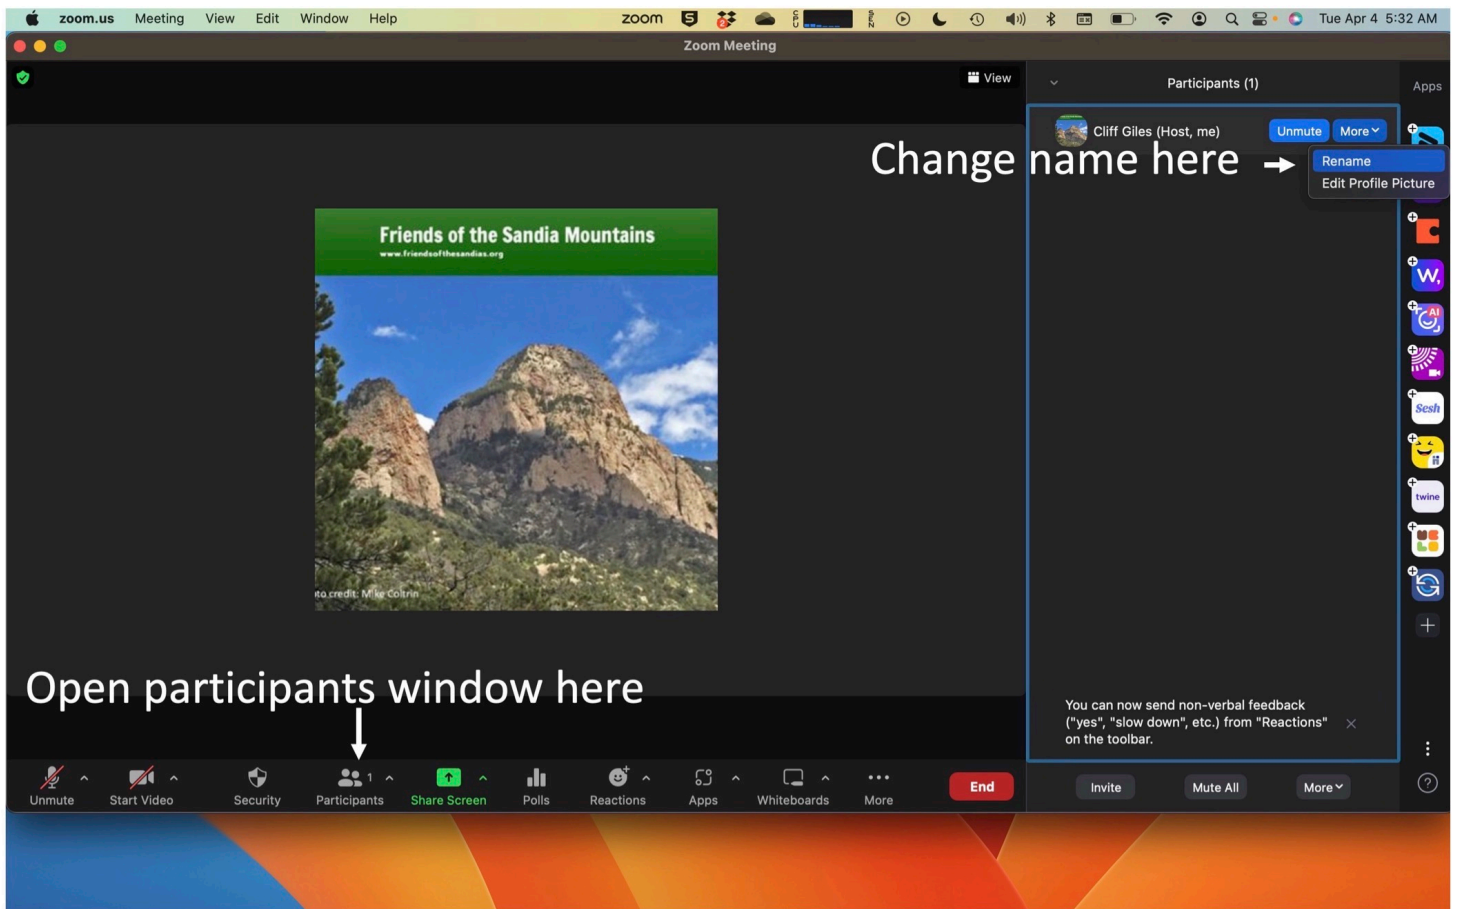 zoom.us Meeting View Edit Window Help zoom CPU SEN Tue Apr 4 5:32 AM
Zoom Meeting
View
Participants (1)
Apps
Cliff Giles (Host, me) Unmute More
Change name here
Rename
Edit Profile Picture
Friends of the Sandia Mountains
www.friendsofthesandias.org
W,
AI
Sesh
twine
to credit: Mike Coltrin
Open participants window here
You can now send non-verbal feedback
("yes", "slow down", etc.) from "Reactions"
on the toolbar.
1
Unmute Start Video Security Participants Share Screen Polls Reactions Apps Whiteboards More End
Invite Mute All More